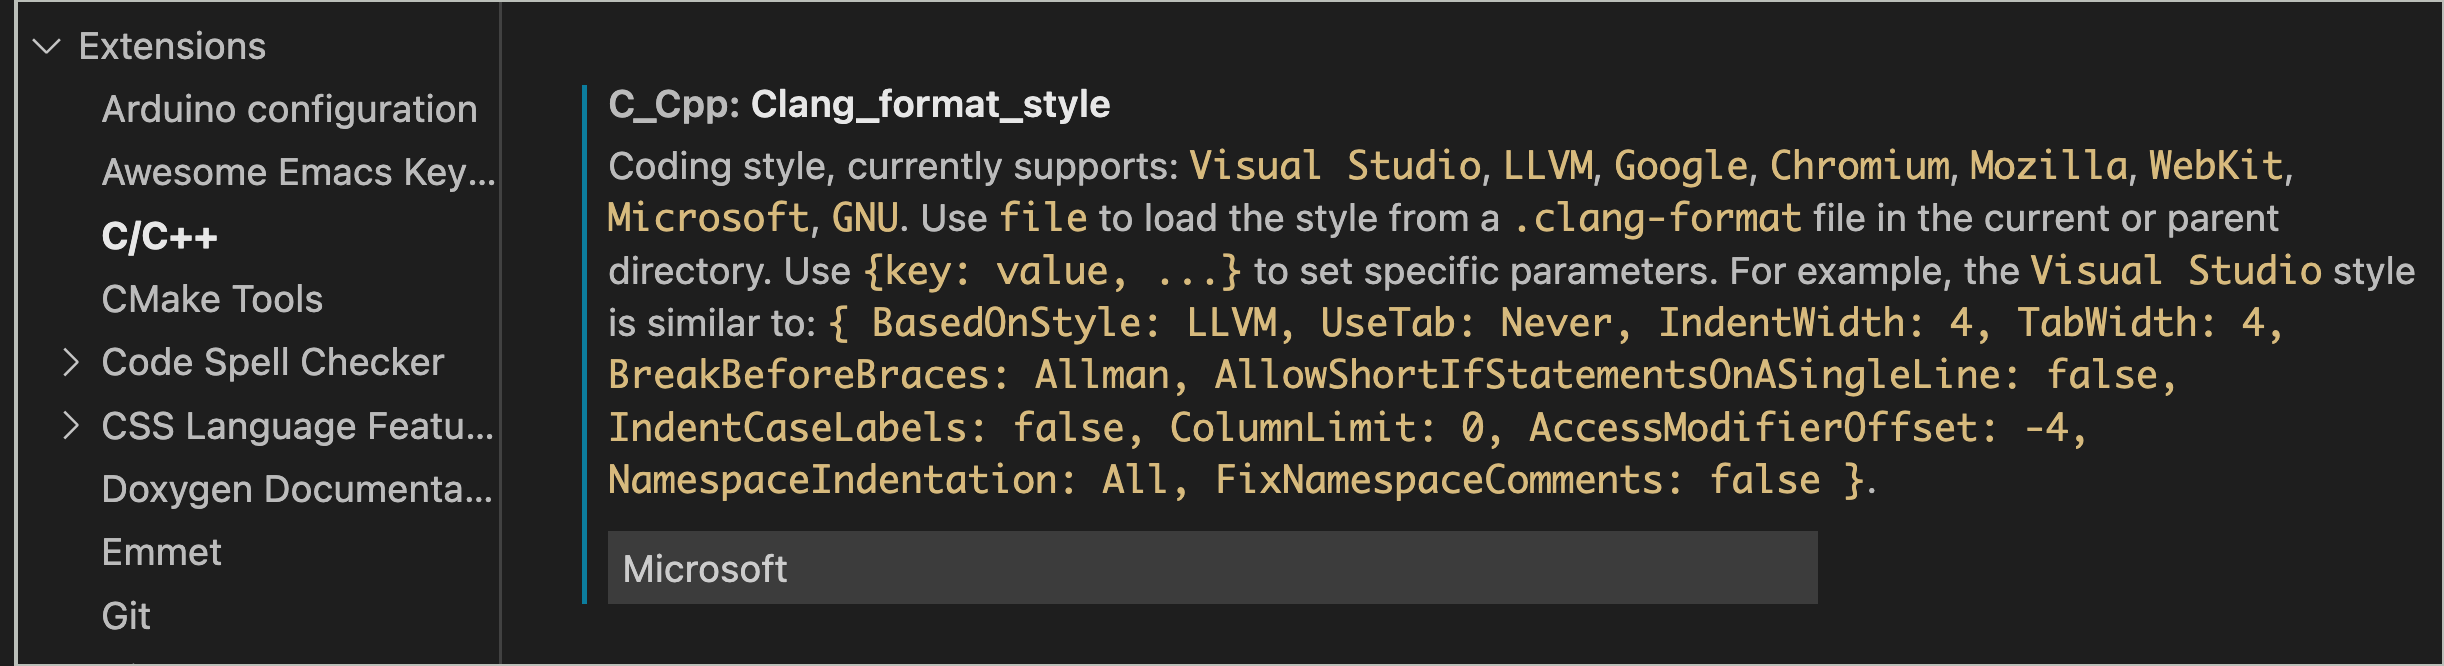 Extensions
Arduino configuration
Awesome Emacs Key...
C/C++
CMake Tools
Code Spell Checker
CSS Language Featu...
Doxygen Documenta...
Emmet
Git
C_Cpp: Clang_format_style
Coding style, currently supports: Visual Studio, LLVM, Google, Chromium, Mozilla, WebKit,
Microsoft, GNU. Use file to load the style from a .clang-format file in the current or parent
directory. Use {key: value, ...} to set specific parameters. For example, the Visual Studio style
is similar to: { BasedOnStyle: LLVM, UseTab: Never, IndentWidth: 4, TabWidth: 4,
BreakBeforeBraces: Allman, AllowShortIfStatementsOnASingleLine: false,
IndentCaseLabels: false, ColumnLimit: 0, AccessModifierOffset: -4,
NamespaceIndentation: All, FixNamespaceComments: false }.
Microsoft